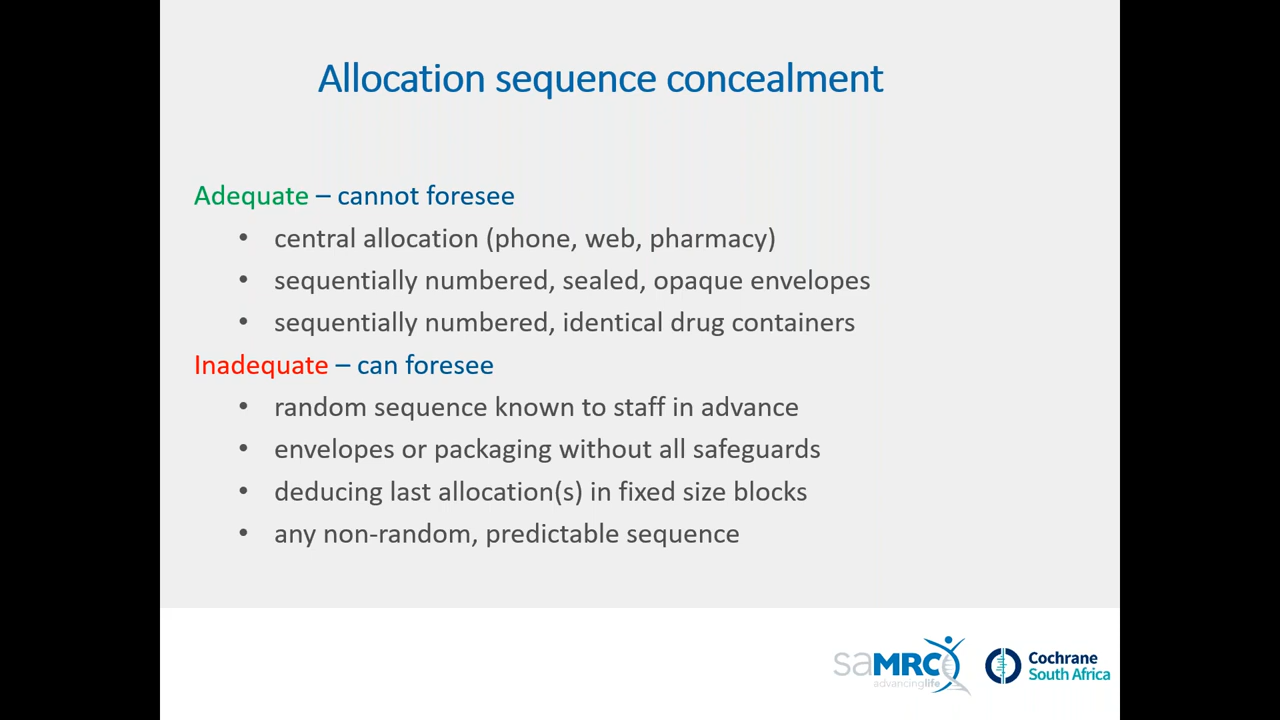 Allocation sequence concealment
Adequate – cannot foresee
• central allocation (phone, web, pharmacy)
• sequentially numbered, sealed, opaque envelopes
• sequentially numbered, identical drug containers
Inadequate – can foresee
• random sequence known to staff in advance
• envelopes or packaging without all safeguards
• deducing last allocation(s) in fixed size blocks
• any non-random, predictable sequence
saMRC
advancinglife
Cochrane
South Africa